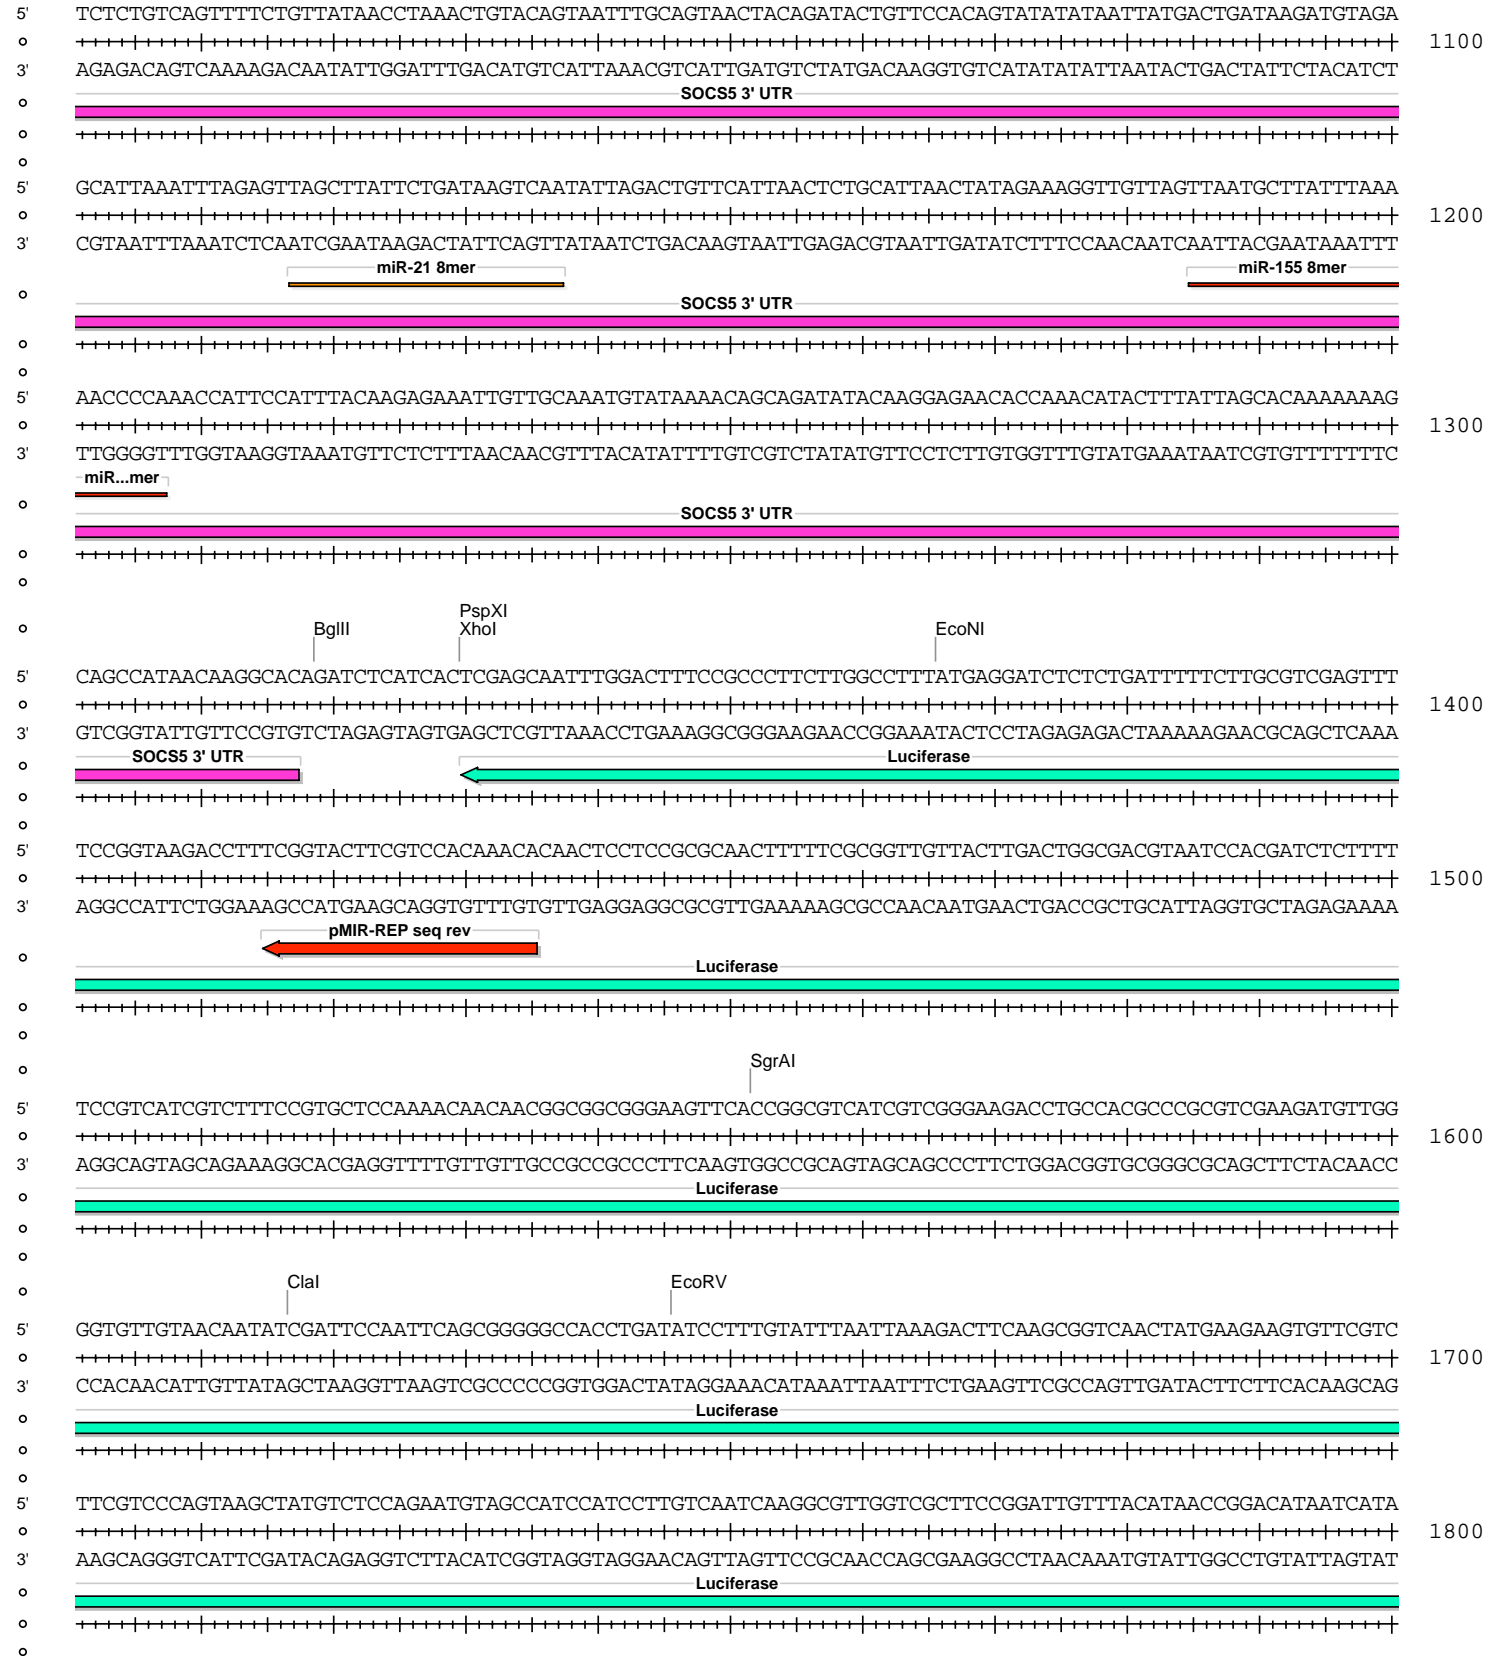 5' TCTCTGTCAGTTTTCTGTTATAACCTAAACTGTACAGTAATTTGCAGTAACTACAGATACTGTTCCACAGTATATATAATTATGACTGATAAGATGTAGA
1100
3' AGAGACAGTCAAAAGACAATATTGGATTTGACATGTCATTAAACGTCATTGATGTCTATGACAAGGTGTCATATATATTAATACTGACTATTCTACATCT
SOCS5 3' UTR
5' GCATTAAATTTAGAGTTAGCTTATTCTGATAAGTCAATATTAGACTGTTCATTAACTCTGCATTAACTATAGAAAGGTTGTTAGTTAATGCTTATTTAAA
1200
3' CGTAATTTAAATCTCAATCGAATAAGACTATTCAGTTATAATCTGACAAGTAATTGAGACGTAATTGATATCTTTCCAACAATCAATTACGAATAAATTT
miR-21 8mer miR-155 8mer
SOCS5 3' UTR
5' AACCCCAAACCATTCCATTTACAAGAGAAATTGTTGCAAATGTATAAAACAGCAGATATACAAGGAGAACACCAAACATACTTTATTAGCACAAAAAAAG
1300
3' TTGGGGTTTGGTAAGGTAAATGTTCTCTTTAACAACGTTTACATATTTTGTCGTCTATATGTTCCTCTTGTGGTTTGTATGAAATAATCGTGTTTTTTTC
miR...mer
SOCS5 3' UTR
PspXI
BglII XhoI EcoNI
5' CAGCCATAACAAGGCACAGATCTCATCACTCGAGCAATTTGGACTTTCCGCCCTTCTTGGCCTTTATGAGGATCTCTCTGATTTTTCTTGCGTCGAGTTT
1400
3' GTCGGTATTGTTCCGTGTCTAGAGTAGTGAGCTCGTTAAACCTGAAAGGCGGGAAGAACCGGAAATACTCCTAGAGAGACTAAAAAGAACGCAGCTCAAA
SOCS5 3' UTR Luciferase
5' TCCGGTAAGACCTTTCGGTACTTCGTCCACAAACACAACTCCTCCGCGCAACTTTTTCGCGGTTGTTACTTGACTGGCGACGTAATCCACGATCTCTTTT
1500
3' AGGCCATTCTGGAAAGCCATGAAGCAGGTGTTTGTGTTGAGGAGGCGCGTTGAAAAAGCGCCAACAATGAACTGACCGCTGCATTAGGTGCTAGAGAAAA
pMIR-REP seq rev
Luciferase
SgrAI
5' TCCGTCATCGTCTTTCCGTGCTCCAAAACAACAACGGCGGCGGGAAGTTCACCGGCGTCATCGTCGGGAAGACCTGCCACGCCCGCGTCGAAGATGTTGG
1600
3' AGGCAGTAGCAGAAAGGCACGAGGTTTTGTTGTTGCCGCCGCCCTTCAAGTGGCCGCAGTAGCAGCCCTTCTGGACGGTGCGGGCGCAGCTTCTACAACC
Luciferase
ClaI EcoRV
5' GGTGTTGTAACAATATCGATTCCAATTCAGCGGGGGCCACCTGATATCCTTTGTATTTAATTAAAGACTTCAAGCGGTCAACTATGAAGAAGTGTTCGTC
1700
3' CCACAACATTGTTATAGCTAAGGTTAAGTCGCCCCCGGTGGACTATAGGAAACATAAATTAATTTCTGAAGTTCGCCAGTTGATACTTCTTCACAAGCAG
Luciferase
5' TTCGTCCCAGTAAGCTATGTCTCCAGAATGTAGCCATCCATCCTTGTCAATCAAGGCGTTGGTCGCTTCCGGATTGTTTACATAACCGGACATAATCATA
1800
3' AAGCAGGGTCATTCGATACAGAGGTCTTACATCGGTAGGTAGGAACAGTTAGTTCCGCAACCAGCGAAGGCCTAACAAATGTATTGGCCTGTATTAGTAT
Luciferase